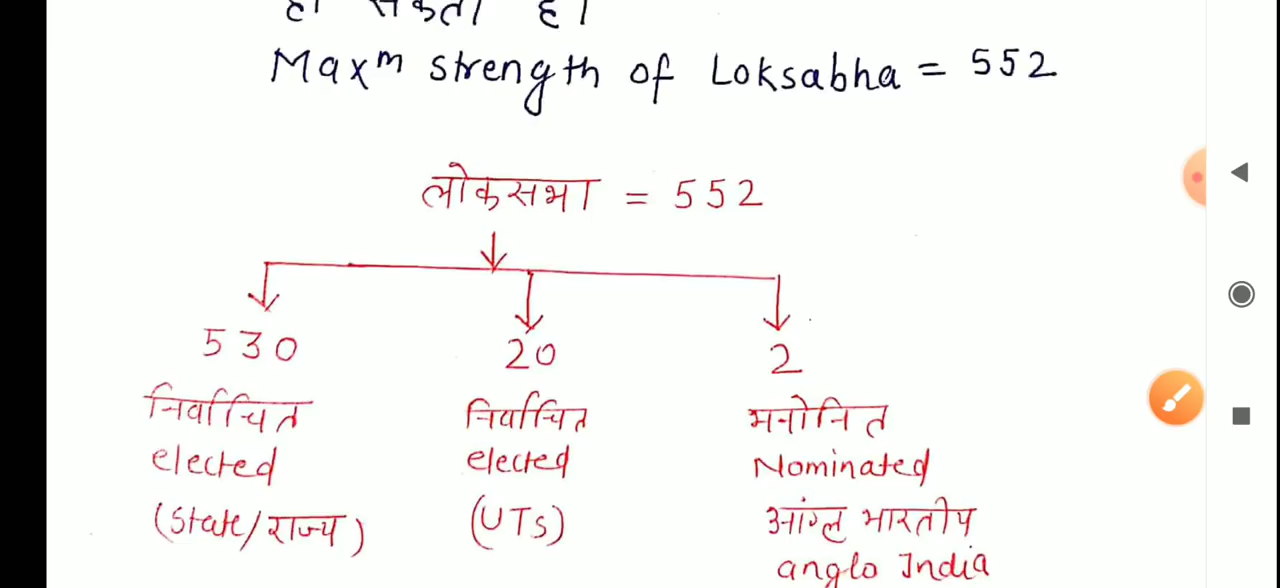 हो सकता है।
Maxᵐ strength of Loksabha = 552
लोकसभा = 552
530 20 2
निर्वाचित निर्वाचित मनोनित
elected elected Nominated
(State/राज्य) (UTs) आंग्ल भारतीय
anglo India